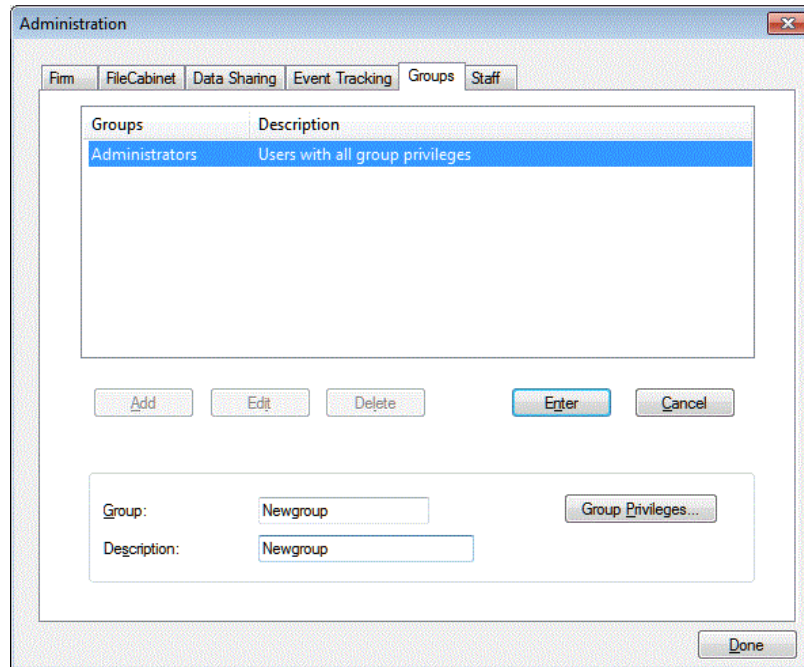 Administration
Firm FileCabinet Data Sharing Event Tracking Groups Staff
Groups Description
Administrators Users with all group privileges
Add Edit Delete Enter Cancel
Group: Newgroup Group Privileges...
Description: Newgroup
Done